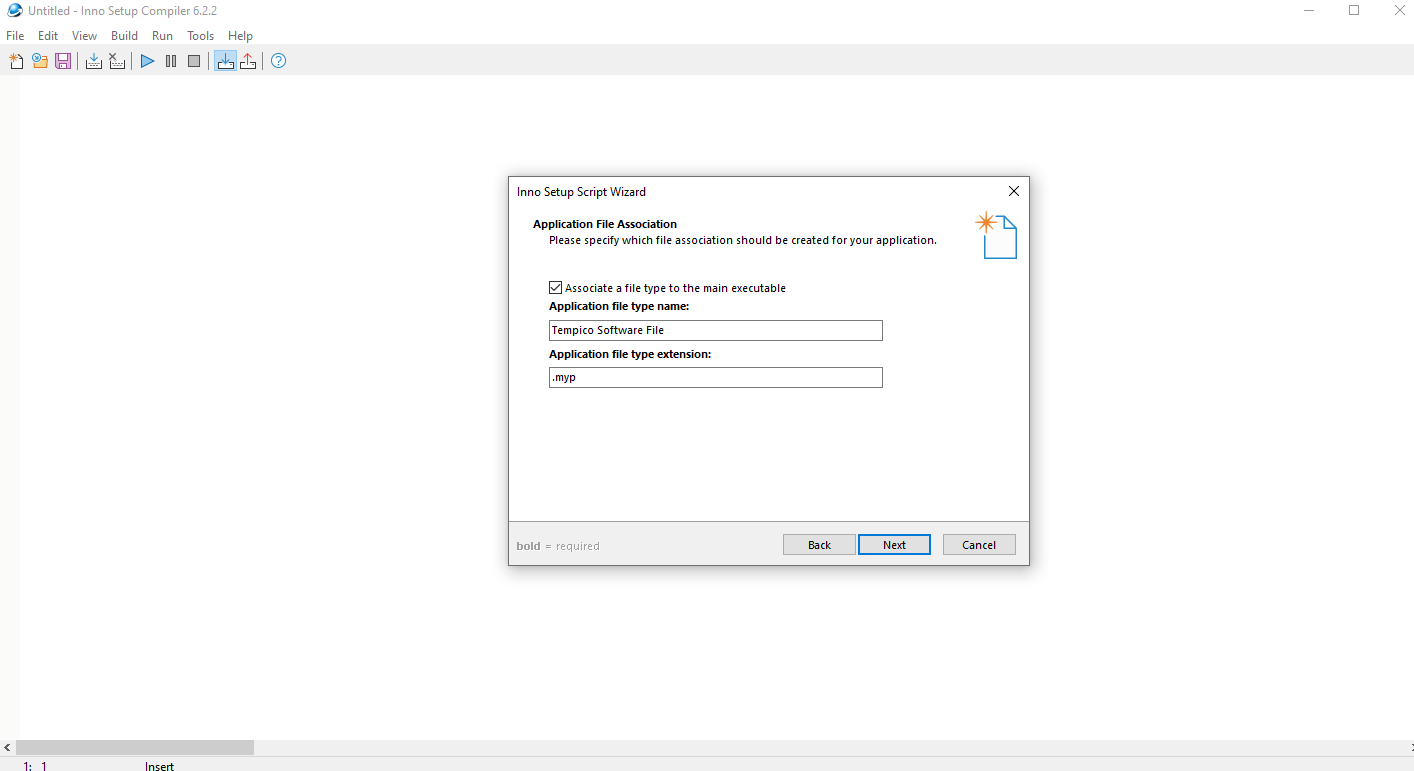 Untitled - Inno Setup Compiler 6.2.2
File Edit View Build Run Tools Help
Inno Setup Script Wizard
Application File Association
Please specify which file association should be created for your application.
Associate a file type to the main executable
Application file type name:
Tempico Software File
Application file type extension:
.myp
bold = required
Back Next Cancel
1: 1 Insert